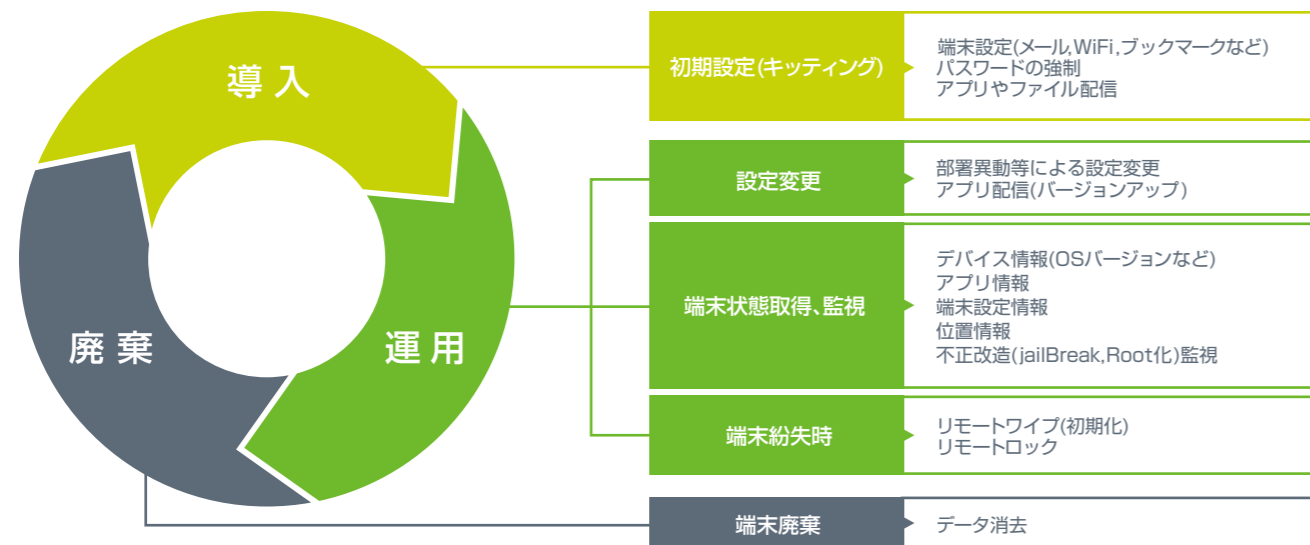 導入
運用
廃棄
初期設定(キッティング)
端末設定(メール,WiFi,ブックマークなど)
パスワードの強制
アプリやファイル配信
設定変更
部署異動等による設定変更
アプリ配信(バージョンアップ)
端末状態取得、監視
デバイス情報(OSバージョンなど)
アプリ情報
端末設定情報
位置情報
不正改造(jailBreak,Root化)監視
端末紛失時
リモートワイプ(初期化)
リモートロック
端末廃棄
データ消去